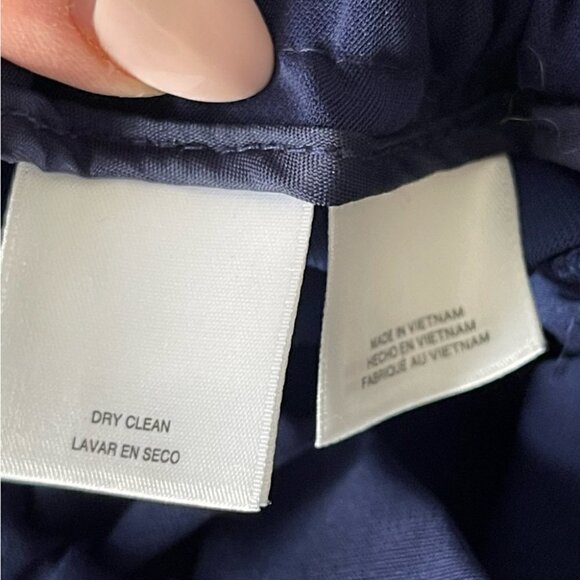 DRY CLEAN
LAVAR EN SECO
MADE IN VIETNAM
HECHO EN VIETNAM
FABRIQUÉ AU VIETNAM